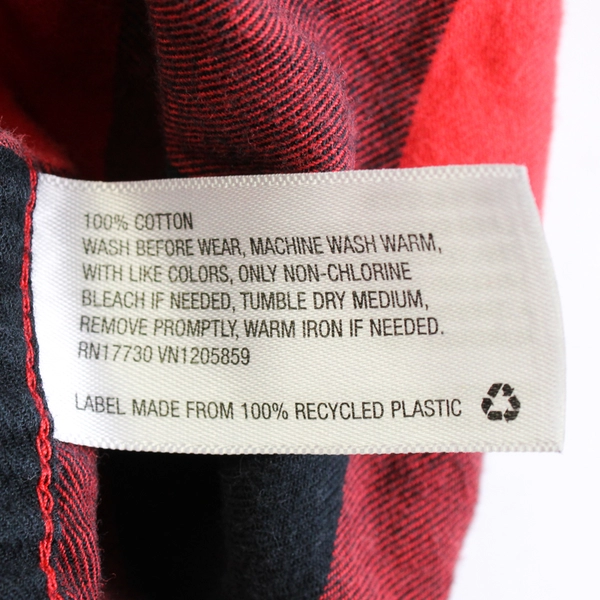 100% COTTON
WASH BEFORE WEAR, MACHINE WASH WARM,
WITH LIKE COLORS, ONLY NON-CHLORINE
BLEACH IF NEEDED, TUMBLE DRY MEDIUM,
REMOVE PROMPTLY, WARM IRON IF NEEDED.
RN17730 VN1205859
LABEL MADE FROM 100% RECYCLED PLASTIC